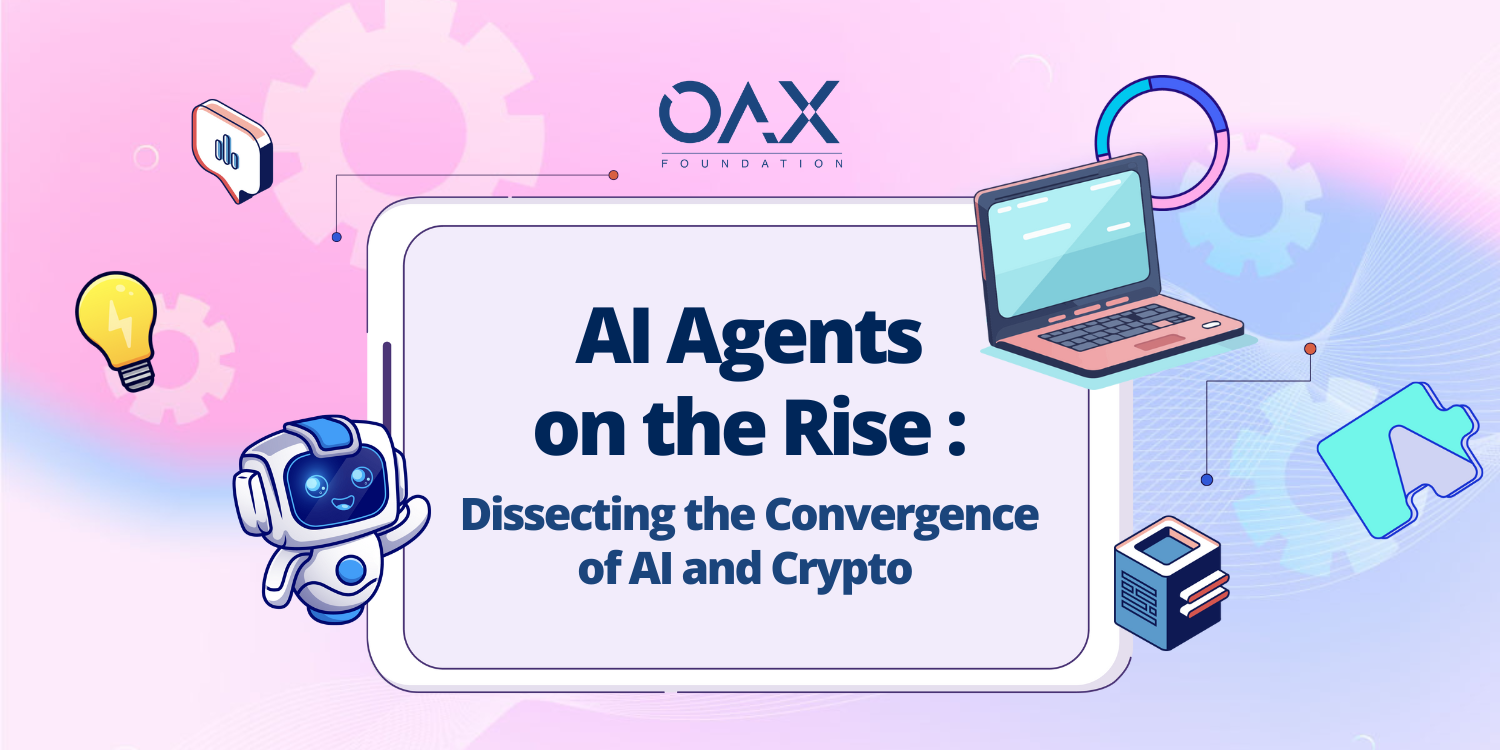 OAX
FOUNDATION
AI Agents
on the Rise :
Dissecting the Convergence
of AI and Crypto